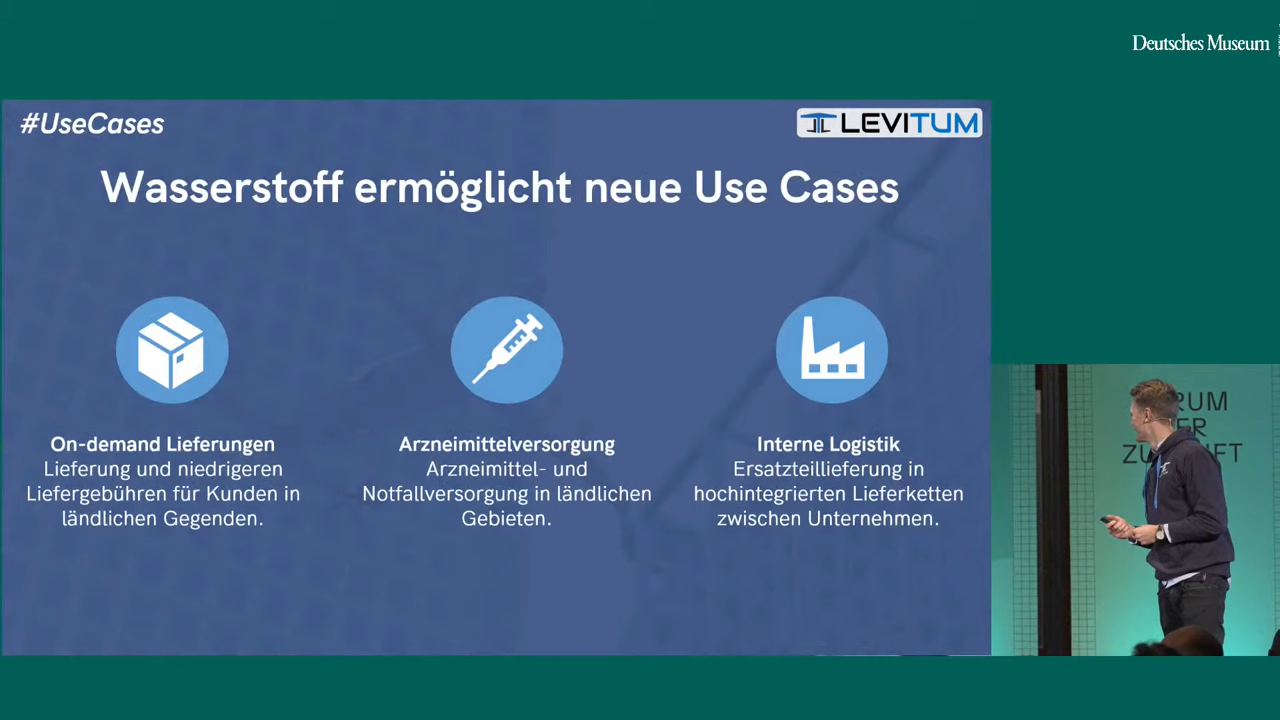 Deutsches Museum
#UseCases
LEVITUM
Wasserstoff ermöglicht neue Use Cases
On-demand Lieferungen
Lieferung und niedrigeren
Liefergebühren für Kunden in
ländlichen Gegenden.
Arzneimittelversorgung
Arzneimittel- und
Notfallversorgung in ländlichen
Gebieten.
Interne Logistik
Ersatzteillieferung in
hochintegrierten Lieferketten
zwischen Unternehmen.